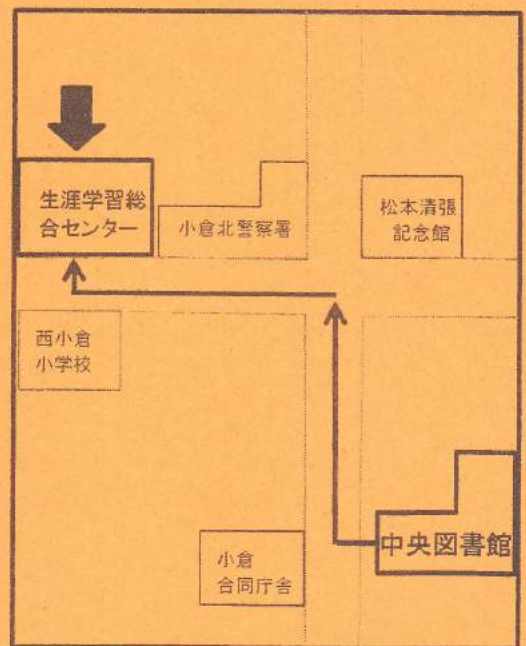 生涯学習総
合センター
小倉北警察署
松本清張
記念館
西小倉
小学校
中央図書館
小倉
合同庁舎